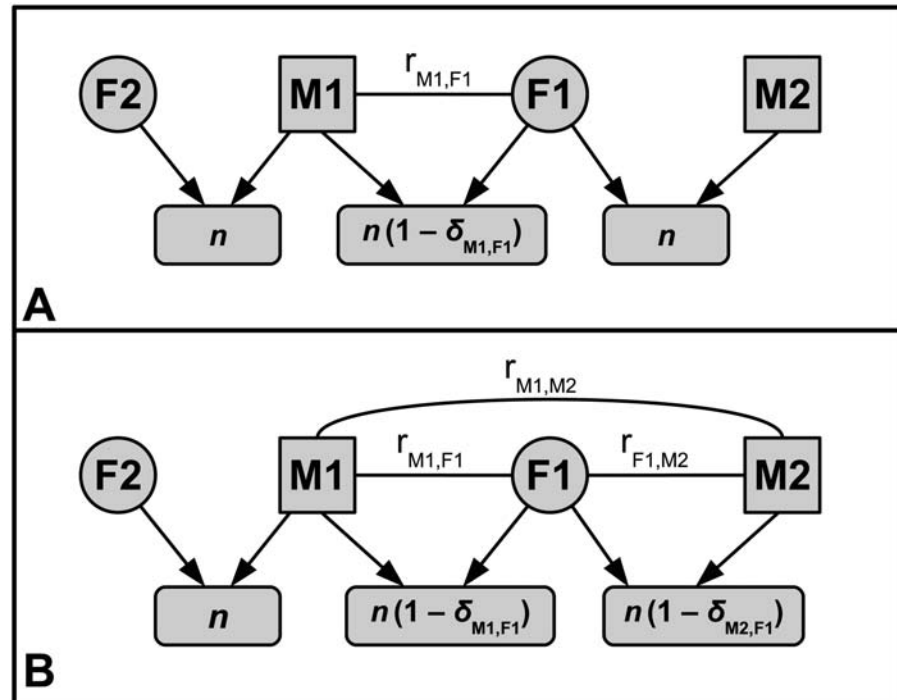 r_M1,F1
F2 M1 F1 M2
n n(1 – δ_M1,F1) n
A
r_M1,M2
r_M1,F1 r_F1,M2
F2 M1 F1 M2
n n(1 – δ_M1,F1) n(1 – δ_M2,F1)
B